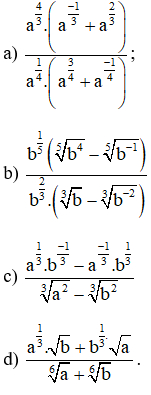 a) \frac{a^{\frac{4}{3}}.\left(a^{\frac{-1}{3}}+a^{\frac{2}{3}}\right)}{a^{\frac{1}{4}}.\left(a^{\frac{3}{4}}+a^{\frac{-1}{4}}\right)};
b) \frac{b^{\frac{1}{5}}\left(\sqrt[5]{b^4}-\sqrt[5]{b^{-1}}\right)}{b^{\frac{2}{3}}.\left(\sqrt[3]{b}-\sqrt[3]{b^{-2}}\right)}
c) \frac{a^{\frac{1}{3}}.b^{\frac{-1}{3}}-a^{\frac{-1}{3}}.b^{\frac{1}{3}}}{\sqrt[3]{a^2}-\sqrt[3]{b^2}}
d) \frac{a^{\frac{1}{3}}.\sqrt{b}+b^{\frac{1}{3}}.\sqrt{a}}{\sqrt[6]{a}+\sqrt[6]{b}}.